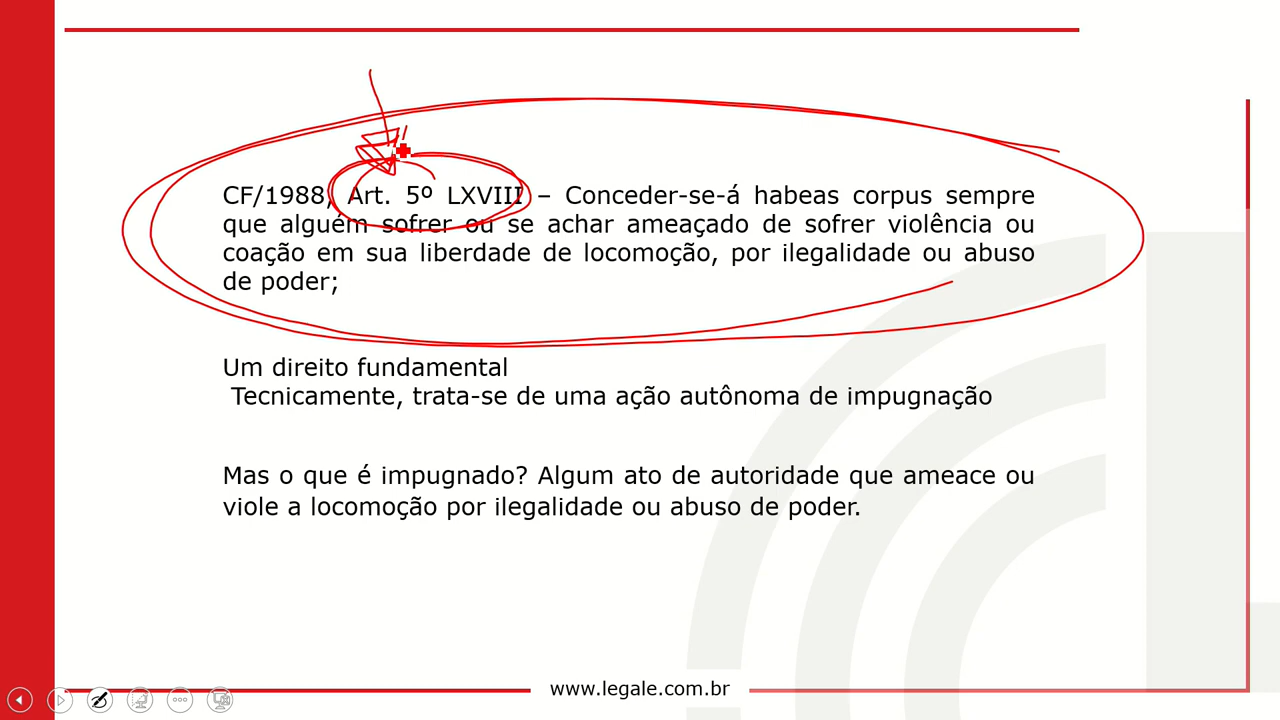 CF/1988, Art. 5º LXVIII – Conceder-se-á habeas corpus sempre
que alguém sofrer ou se achar ameaçado de sofrer violência ou
coação em sua liberdade de locomoção, por ilegalidade ou abuso
de poder;
Um direito fundamental
Tecnicamente, trata-se de uma ação autônoma de impugnação
Mas o que é impugnado? Algum ato de autoridade que ameace ou
viole a locomoção por ilegalidade ou abuso de poder.
www.legale.com.br